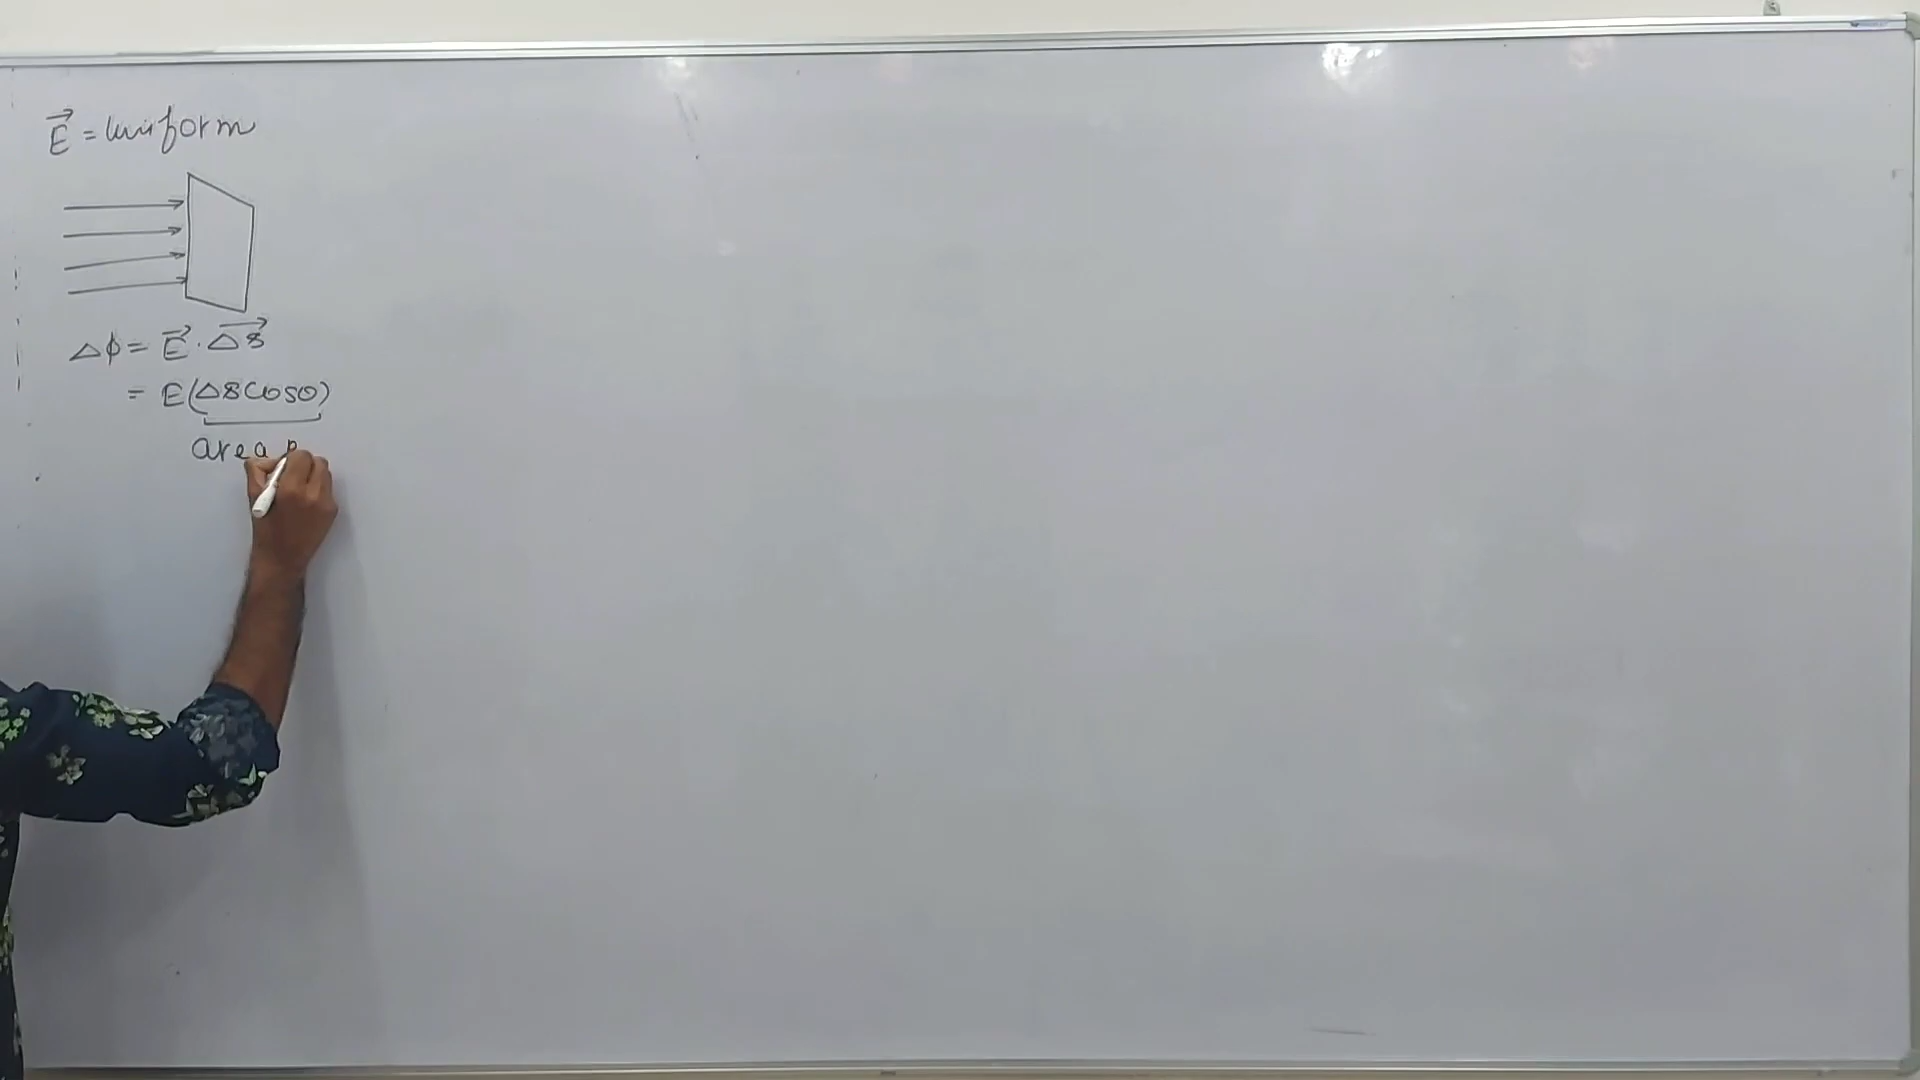 E⃗ = uniform
Δϕ = E⃗ · Δs⃗
= E(Δs cosθ)
area P